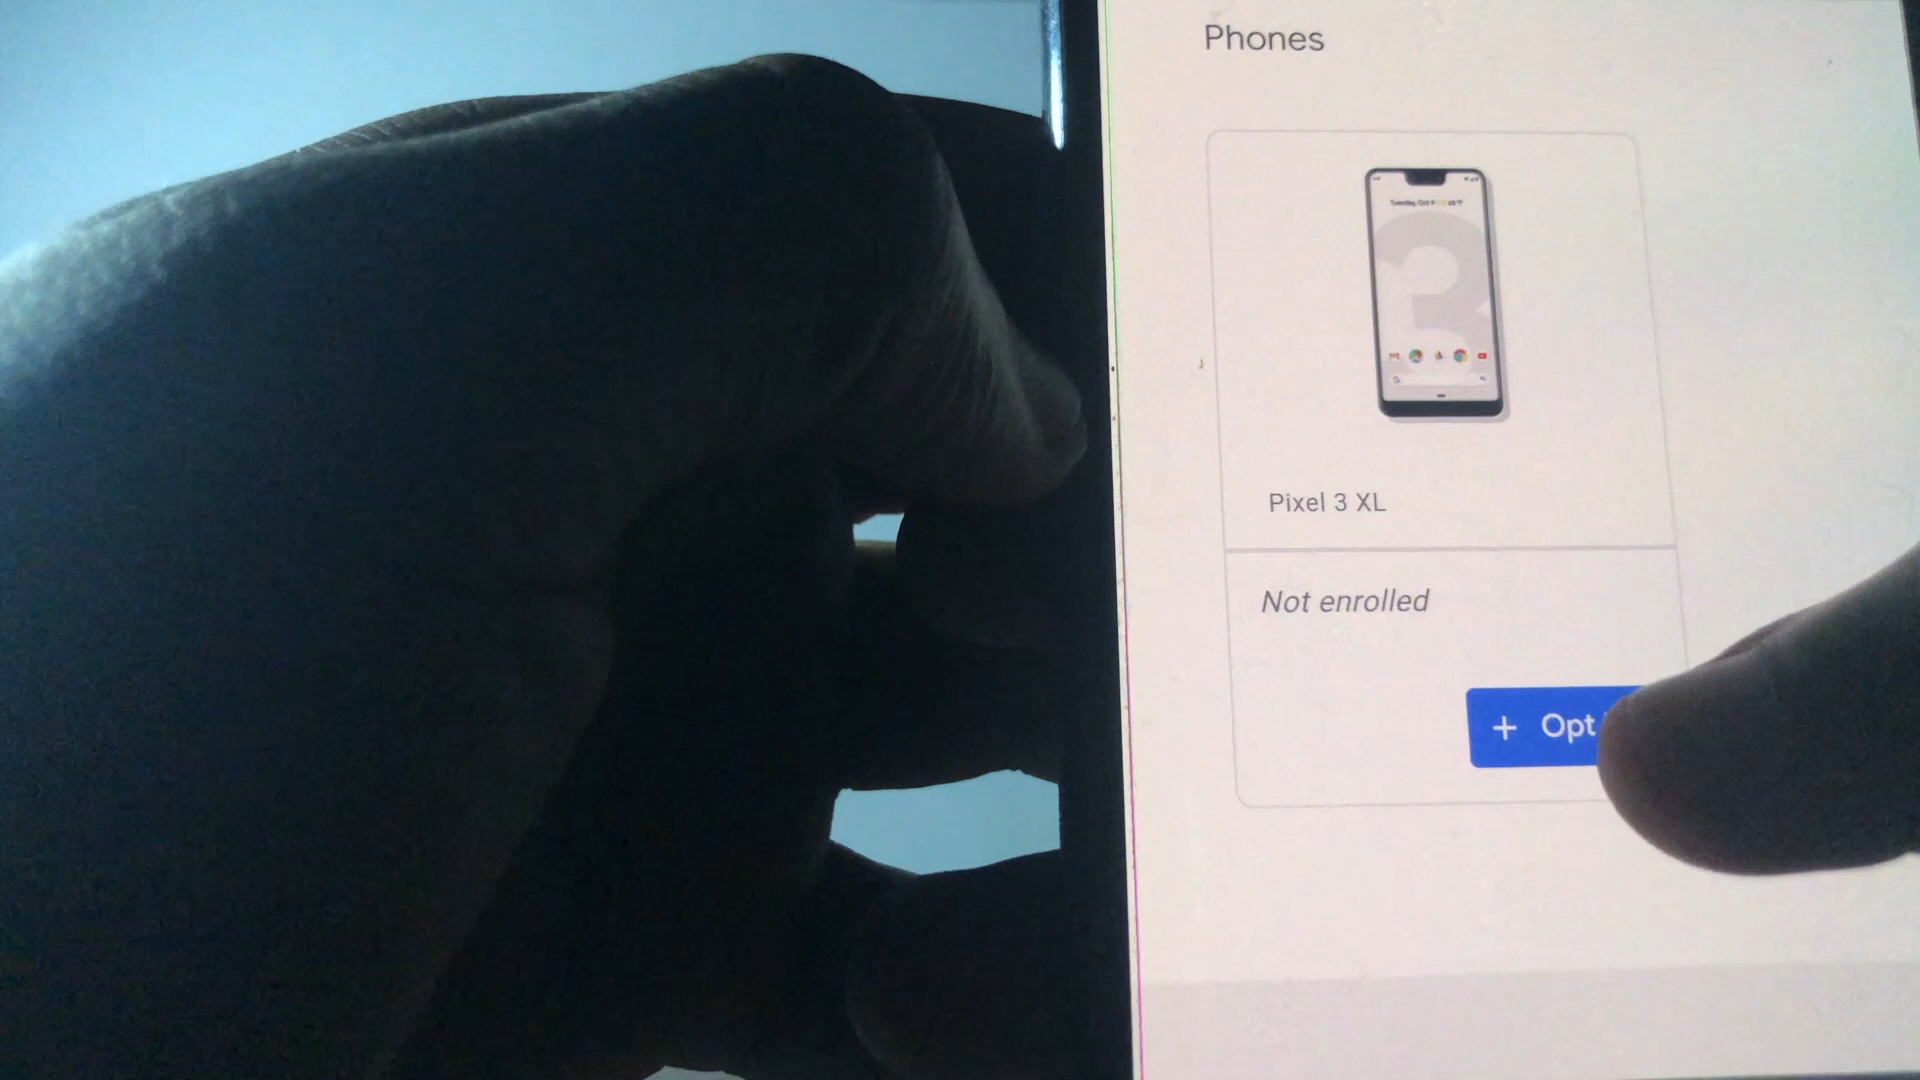 Phones
Pixel 3 XL
Not enrolled
+ Opt